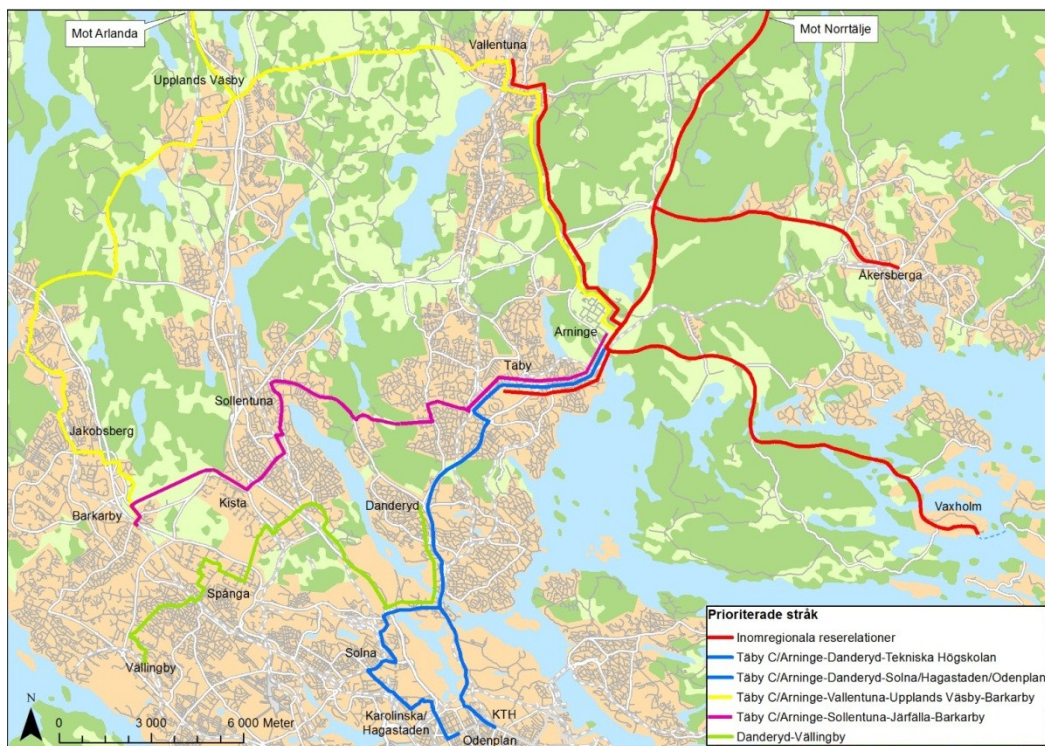 Mot Arlanda
Mot Norrtälje
Vallentuna
Upplands Väsby
Åkersberga
Arninge
Täby
Sollentuna
Jakobsberg
Kista
Danderyd
Barkarby
Vaxholm
Spånga
Solna
Vällingby
Karolinska/
Hagastaden
KTH
Odenplan
N
0 3 000 6 000 Meter
Prioriterade stråk
Inomregionala reserelationer
Täby C/Arninge-Danderyd-Tekniska Högskolan
Täby C/Arninge-Danderyd-Solna/Hagastaden/Odenplan
Täby C/Arninge-Vallentuna-Upplands Väsby-Barkarby
Täby C/Arninge-Sollentuna-Järfälla-Barkarby
Danderyd-Vällingby